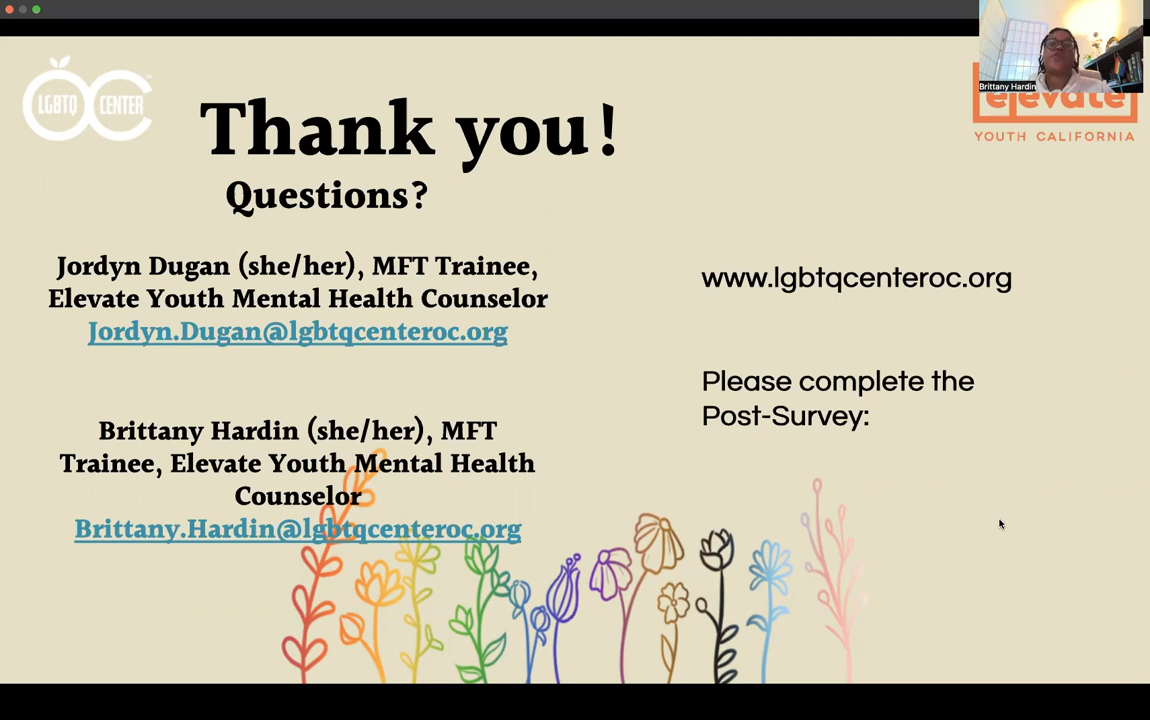 LGBTQ CENTER
Thank you!
Brittany Hardin
elevate
YOUTH CALIFORNIA
Questions?
Jordyn Dugan (she/her), MFT Trainee,
Elevate Youth Mental Health Counselor
Jordyn.Dugan@lgbtqcenteroc.org
Brittany Hardin (she/her), MFT
Trainee, Elevate Youth Mental Health
Counselor
Brittany.Hardin@lgbtqcenteroc.org
www.lgbtqcenteroc.org
Please complete the
Post-Survey: